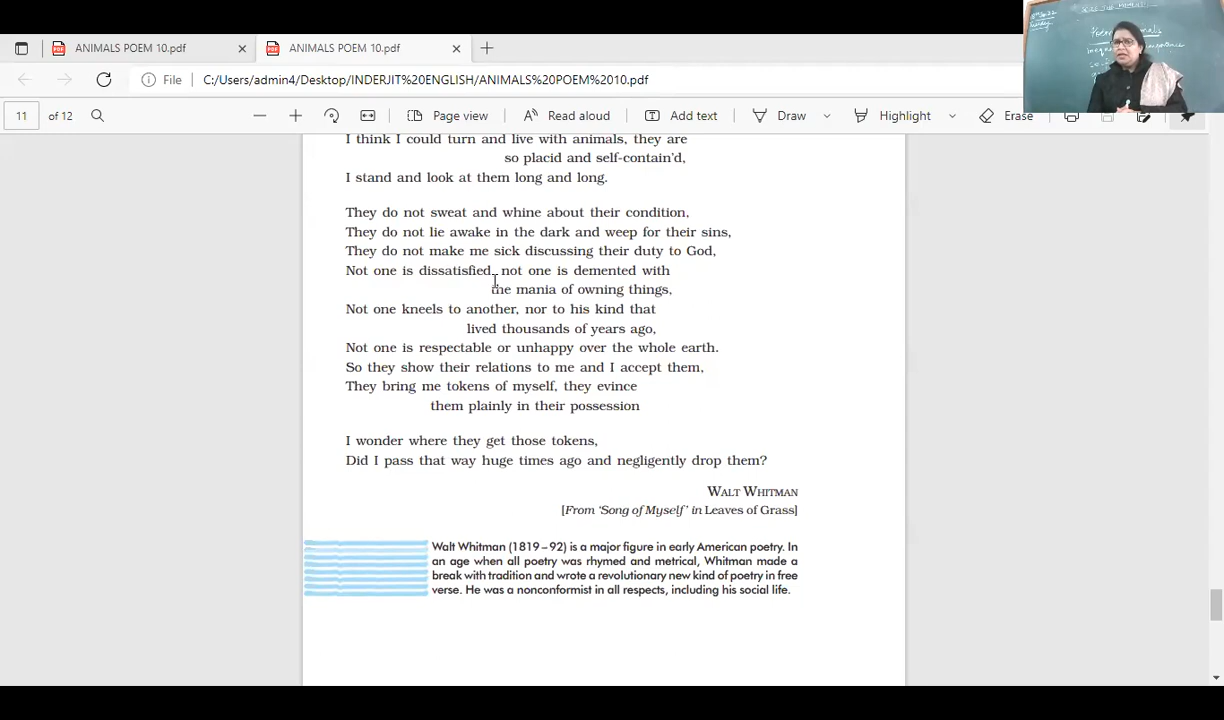 ANIMALS POEM 10.pdf
ANIMALS POEM 10.pdf
File C:/Users/admin4/Desktop/INDERJIT%20ENGLISH/ANIMALS%20POEM%2010.pdf
11 of 12 Page view Read aloud Add text Draw Highlight Erase
I think I could turn and live with animals, they are
so placid and self-contain'd,
I stand and look at them long and long.
They do not sweat and whine about their condition,
They do not lie awake in the dark and weep for their sins,
They do not make me sick discussing their duty to God,
Not one is dissatisfied, not one is demented with
the mania of owning things,
Not one kneels to another, nor to his kind that
lived thousands of years ago,
Not one is respectable or unhappy over the whole earth.
So they show their relations to me and I accept them,
They bring me tokens of myself, they evince
them plainly in their possession
I wonder where they get those tokens,
Did I pass that way huge times ago and negligently drop them?
WALT WHITMAN
[From 'Song of Myself' in Leaves of Grass]
Walt Whitman (1819–92) is a major figure in early American poetry. In
an age when all poetry was rhymed and metrical, Whitman made a
break with tradition and wrote a revolutionary new kind of poetry in free
verse. He was a nonconformist in all respects, including his social life.